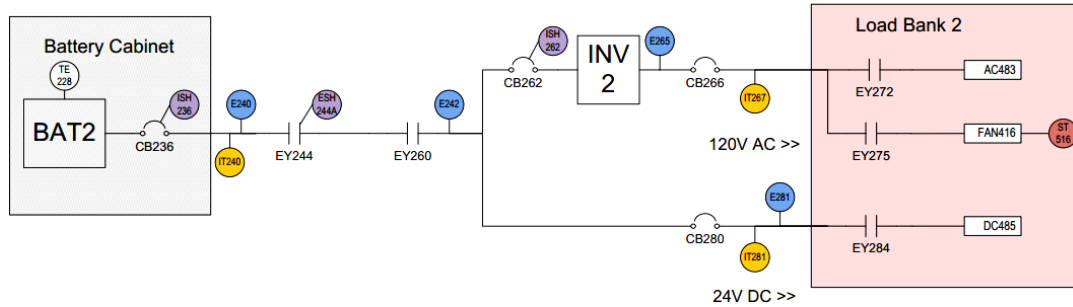 Battery Cabinet
TE
228
BAT2
ISH
236
CB236
E240
IT240
ESH
244A
EY244
EY260
E242
ISH
262
CB262
INV
2
E265
CB266
IT267
120V AC >>
CB280
E281
IT281
24V DC >>
Load Bank 2
EY272
AC483
EY275
FAN416
ST
516
EY284
DC485